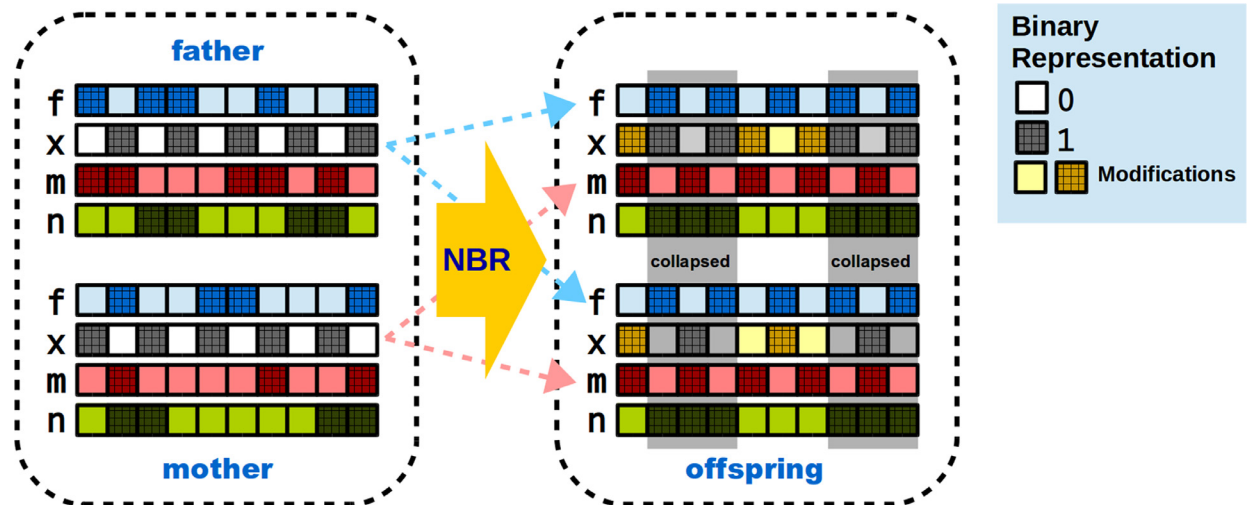 father
f
x
m
n
f
x
m
n
mother
NBR
f
x
m
n
collapsed collapsed
f
x
m
n
offspring
Binary
Representation
0
1
Modifications